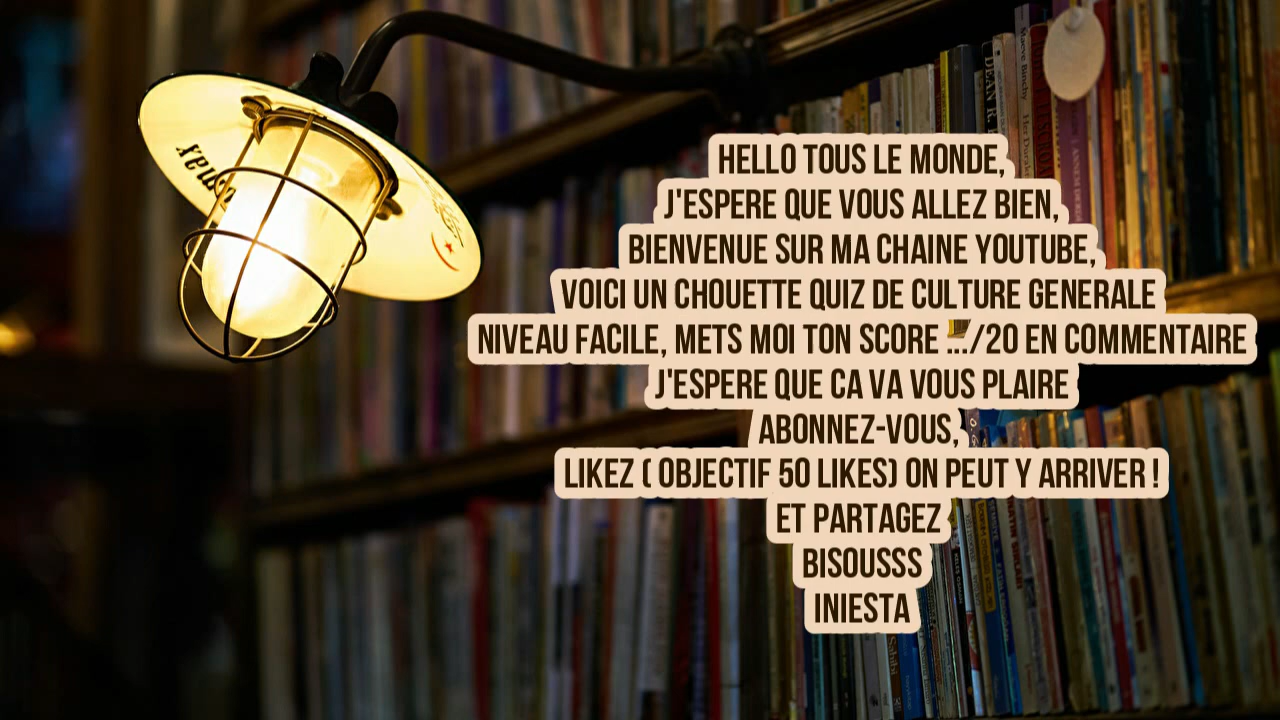 HELLO TOUS LE MONDE,
J'ESPERE QUE VOUS ALLEZ BIEN,
BIENVENUE SUR MA CHAINE YOUTUBE,
VOICI UN CHOUETTE QUIZ DE CULTURE GENERALE
NIVEAU FACILE, METS MOI TON SCORE .../20 EN COMMENTAIRE
J'ESPERE QUE CA VA VOUS PLAIRE
ABONNEZ-VOUS,
LIKEZ ( OBJECTIF 50 LIKES) ON PEUT Y ARRIVER !
ET PARTAGEZ
BISOUSSS
INIESTA
DEAN R.